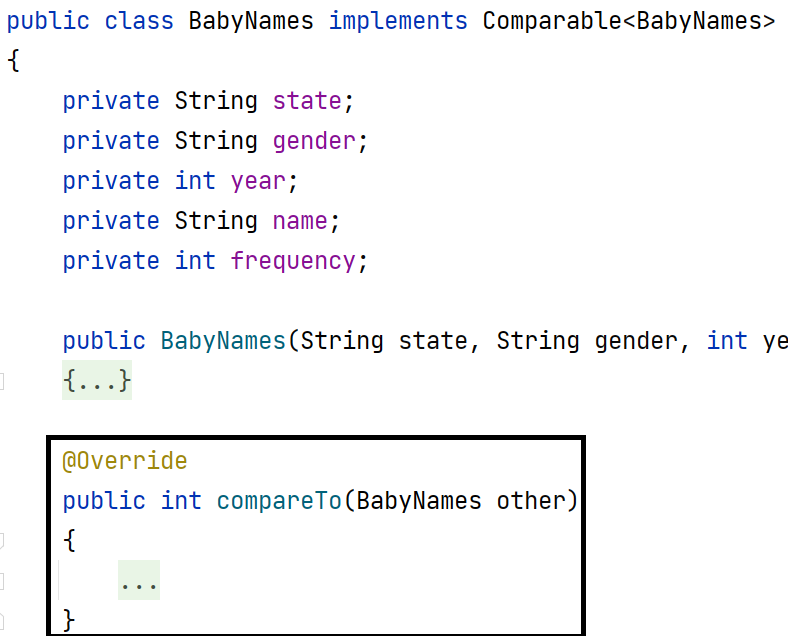 public class BabyNames implements Comparable<BabyNames>
{
private String state;
private String gender;
private int year;
private String name;
private int frequency;
public BabyNames(String state, String gender, int ye
{...}
@Override
public int compareTo(BabyNames other)
{
...
}